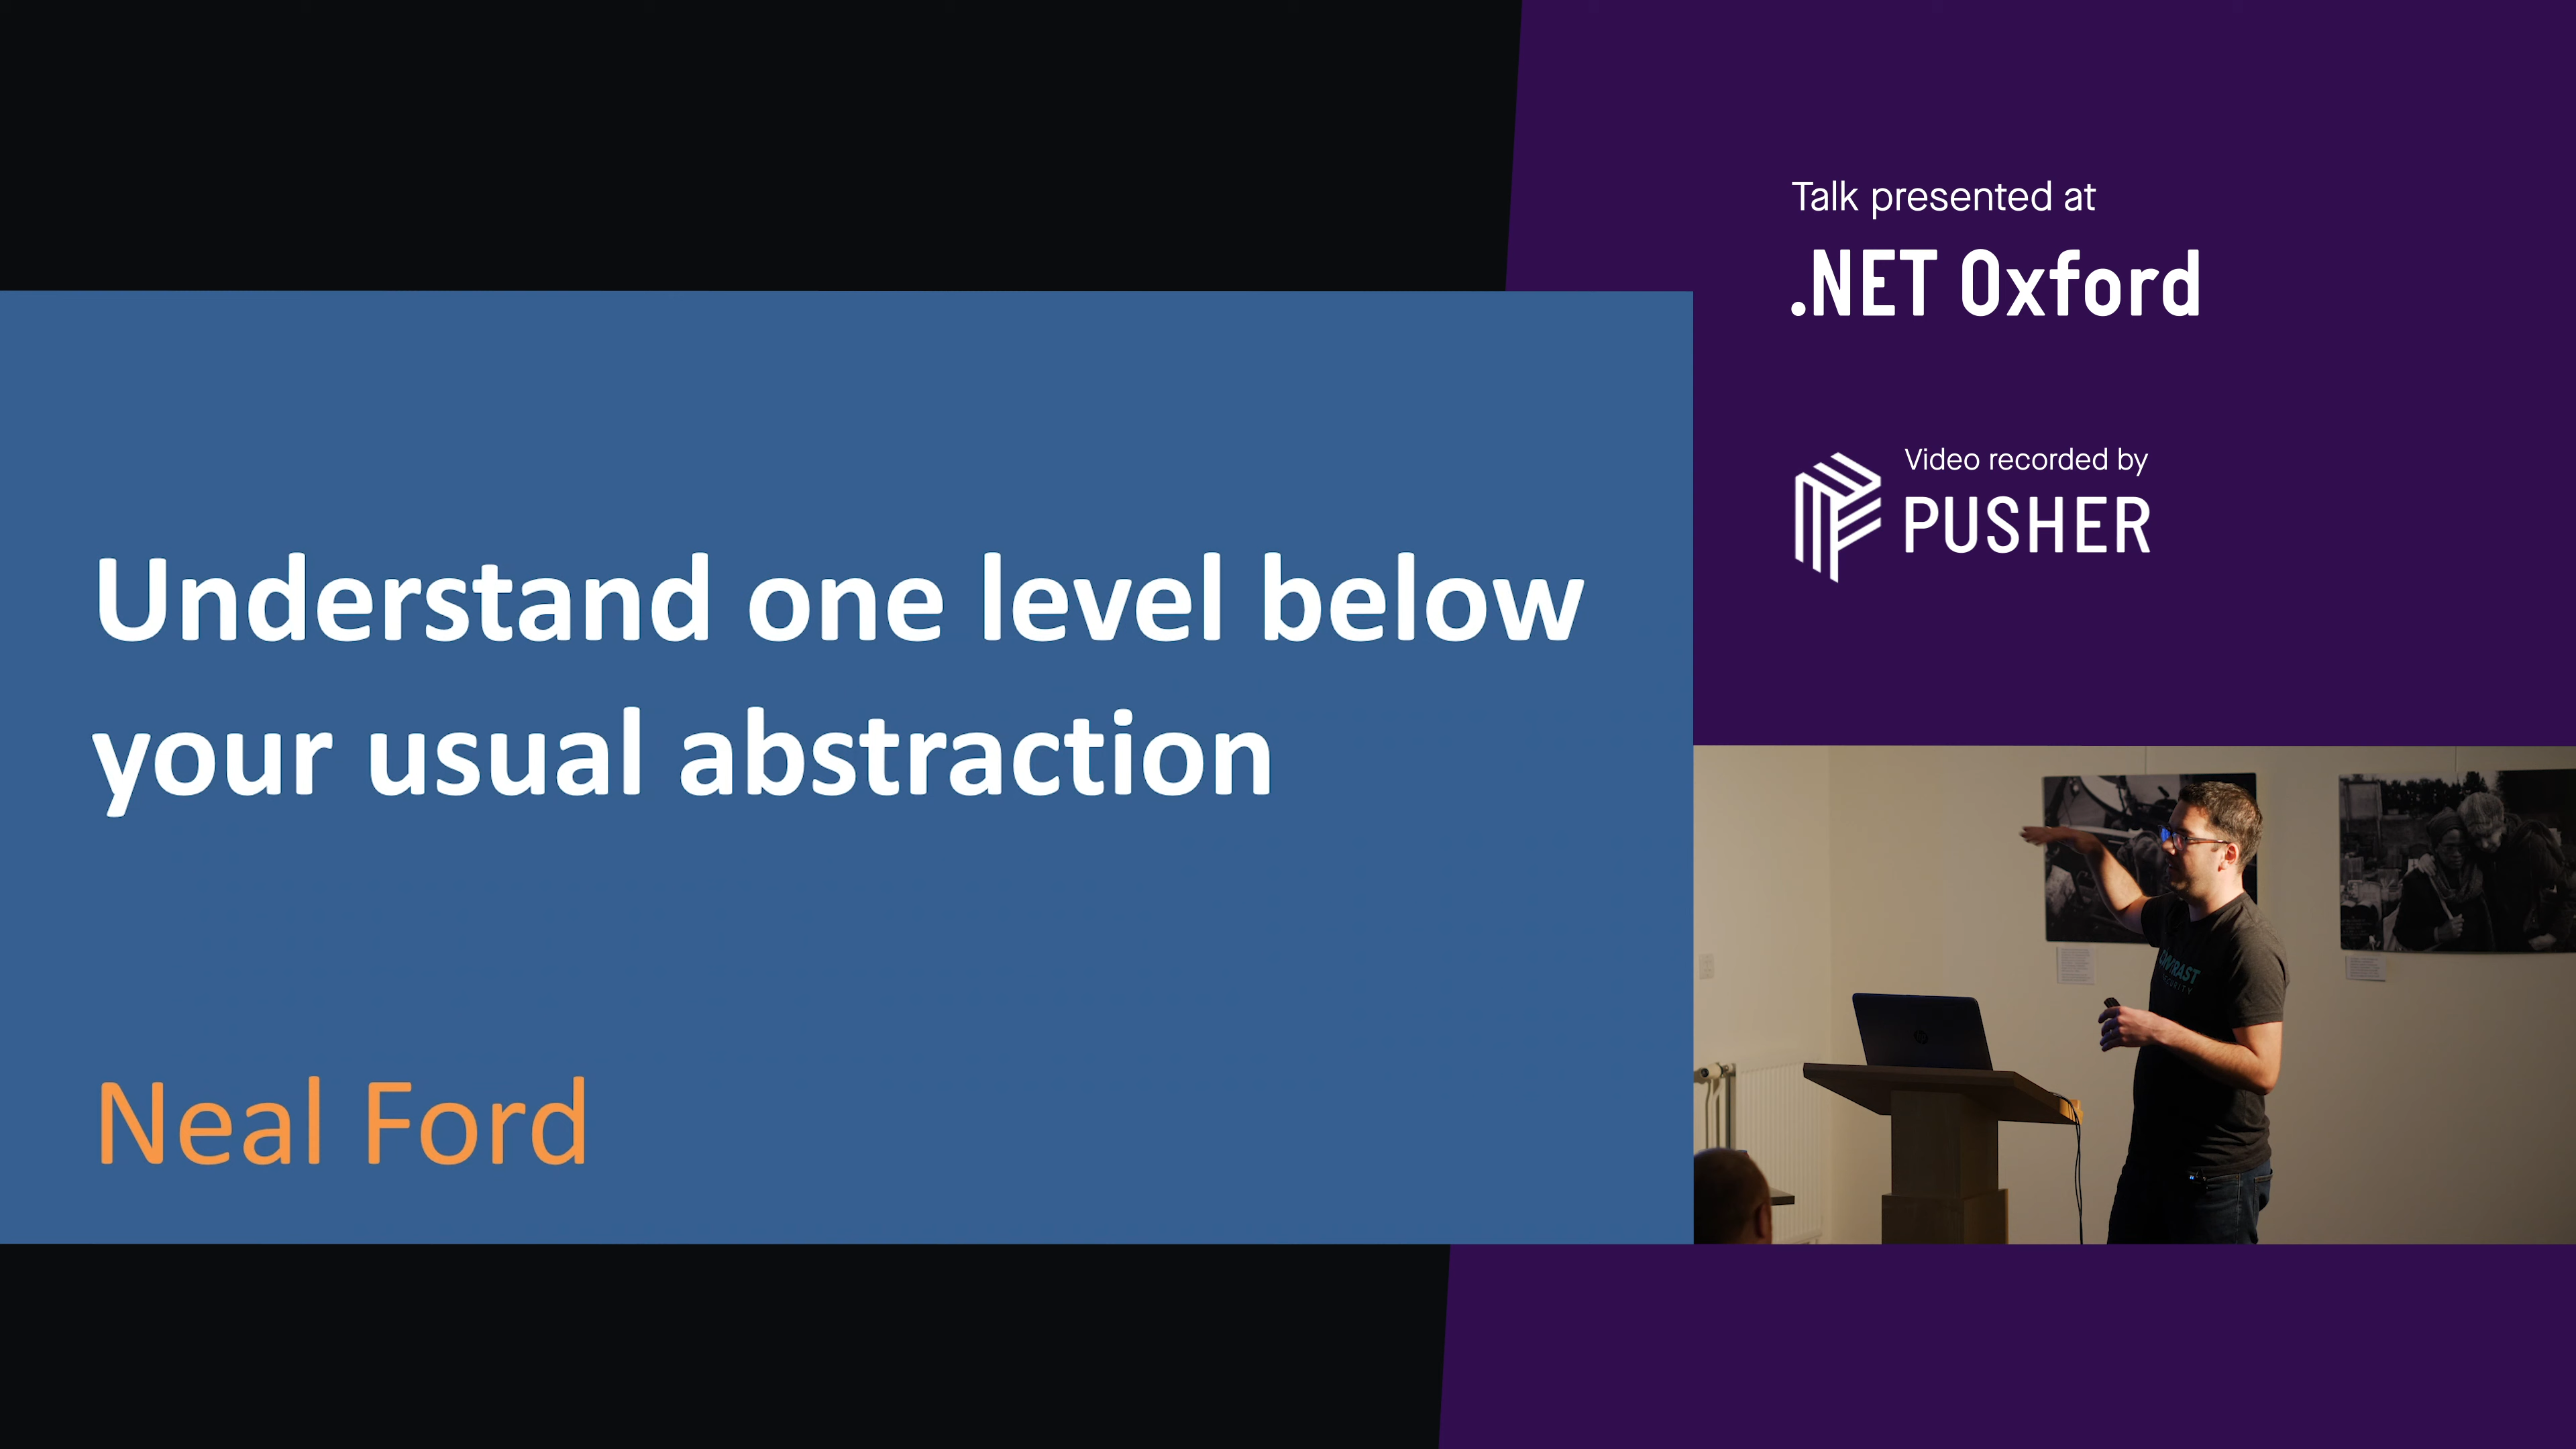 Understand one level below
your usual abstraction
Neal Ford
Talk presented at
.NET Oxford
Video recorded by
PUSHER